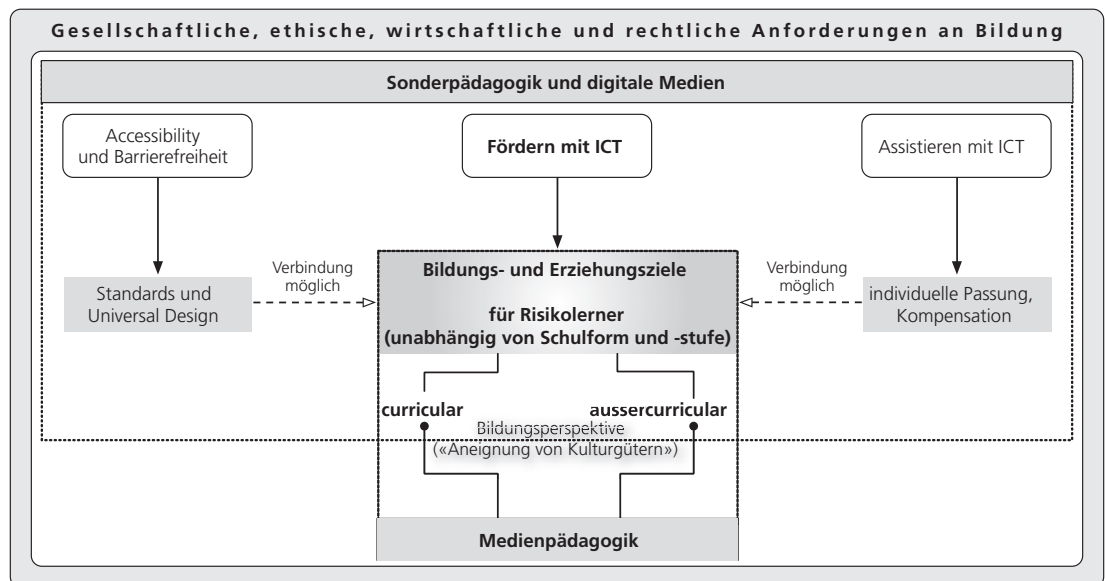 Gesellschaftliche, ethische, wirtschaftliche und rechtliche Anforderungen an Bildung
Sonderpädagogik und digitale Medien
Accessibility
und Barrierefreiheit
Fördern mit ICT
Assistieren mit ICT
Verbindung
möglich
Bildungs- und Erziehungsziele
Verbindung
möglich
Standards und
Universal Design
für Risikolerner
(unabhängig von Schulform und -stufe)
individuelle Passung,
Kompensation
curricular
aussercurricular
Bildungsperspektive
(«Aneignung von Kulturgütern»)
Medienpädagogik